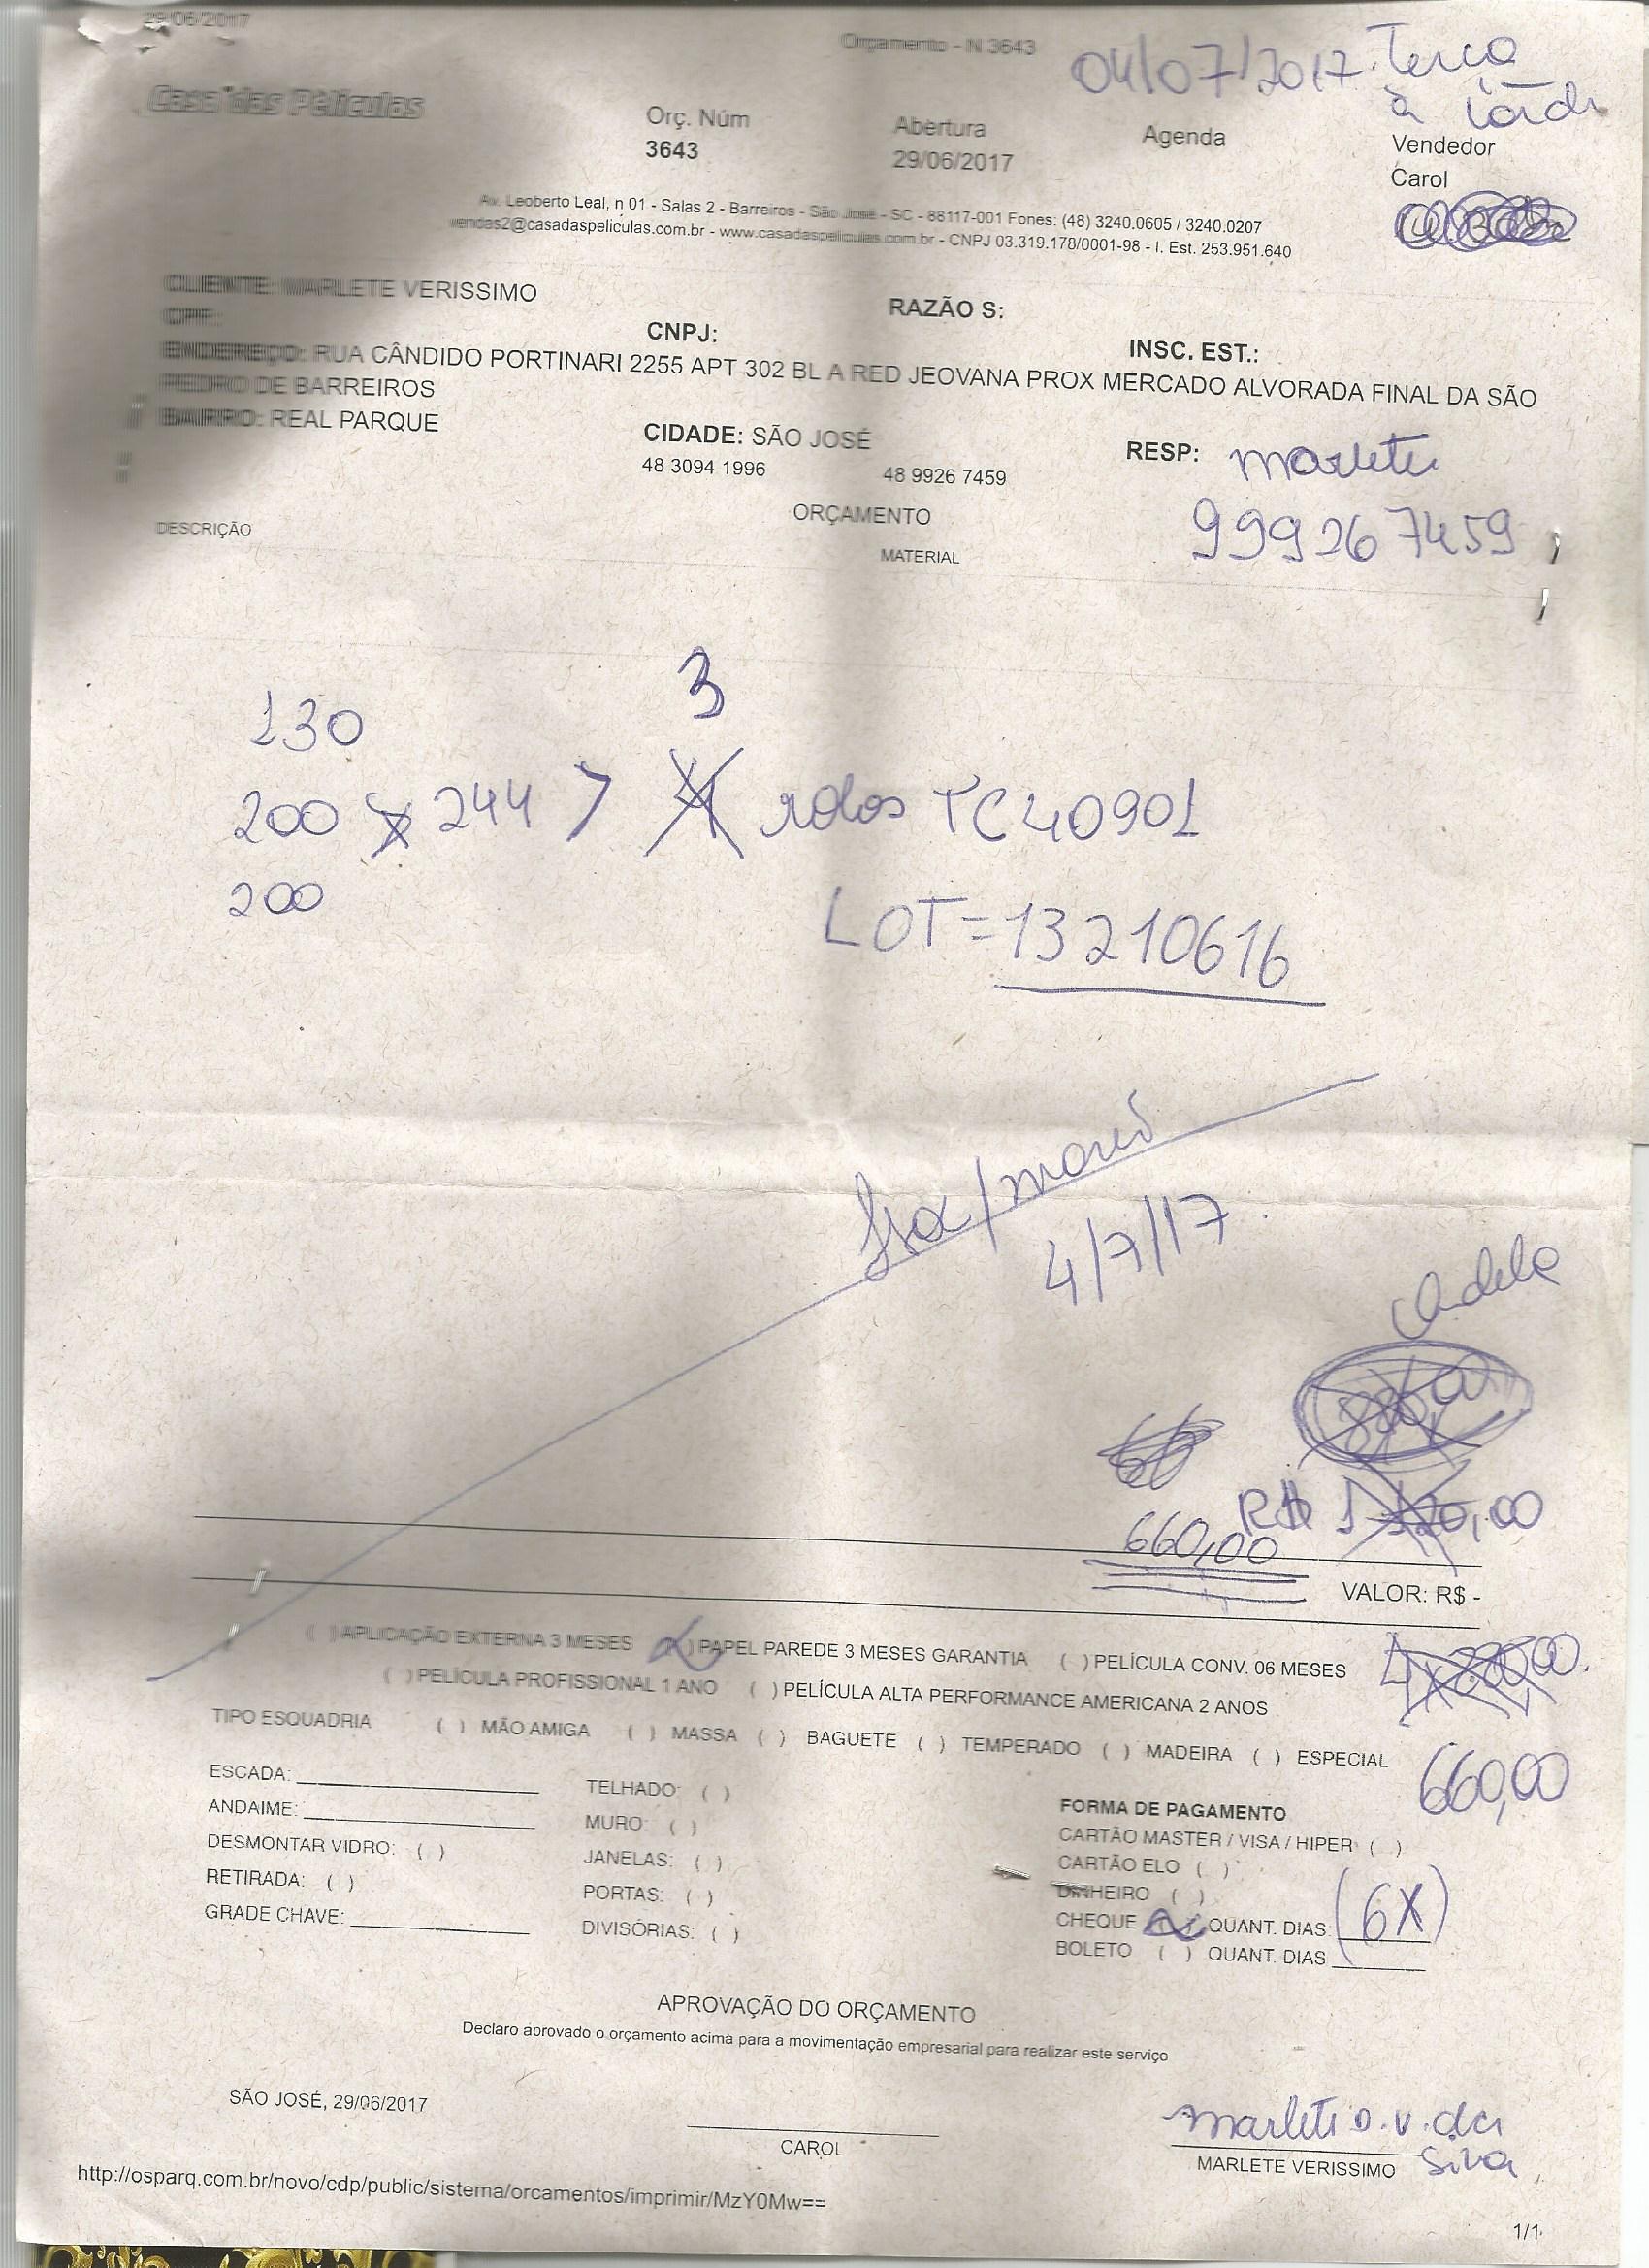 29/06/2017
Orçamento - N 3643
04/07/2017 Terça
à tarde
Casa das Películas
Orç. Núm
3643
Abertura
29/06/2017
Agenda
Vendedor
Carol
Av. Leoberto Leal, n 01 - Salas 2 - Barreiros - São José - SC - 88117-001 Fones: (48) 3240.0605 / 3240.0207
vendas2@casadaspeliculas.com.br - www.casadaspeliculas.com.br - CNPJ 03.319.178/0001-98 - I. Est. 253.951.640
CLIENTE: MARLETE VERISSIMO
RAZÃO S:
CPF:
CNPJ:
INSC. EST.:
ENDEREÇO: RUA CÂNDIDO PORTINARI 2255 APT 302 BL A RED JEOVANA PROX MERCADO ALVORADA FINAL DA SÃO
PEDRO DE BARREIROS
BAIRRO: REAL PARQUE
CIDADE: SÃO JOSÉ
RESP: Marlete
48 3094 1996
48 9926 7459
999267459
ORÇAMENTO
DESCRIÇÃO
MATERIAL
3
130
200 x 244 > 4 rolos TC40901
200
LOT=13210616
4/7/17
R$ 1.320,00
660,00
VALOR: R$ -
( )APLICAÇÃO EXTERNA 3 MESES (x)PAPEL PAREDE 3 MESES GARANTIA ( )PELÍCULA CONV. 06 MESES
( )PELÍCULA PROFISSIONAL 1 ANO ( )PELÍCULA ALTA PERFORMANCE AMERICANA 2 ANOS
TIPO ESQUADRIA ( ) MÃO AMIGA ( ) MASSA ( ) BAGUETE ( ) TEMPERADO ( ) MADEIRA ( ) ESPECIAL
660,00
ESCADA:
TELHADO: ( )
ANDAIME:
MURO: ( )
DESMONTAR VIDRO: ( )
JANELAS: ( )
RETIRADA: ( )
PORTAS: ( )
GRADE CHAVE:
DIVISÓRIAS: ( )
FORMA DE PAGAMENTO
CARTÃO MASTER / VISA / HIPER ( )
CARTÃO ELO ( )
DINHEIRO ( )
CHEQUE (x) QUANT. DIAS (6X)
BOLETO ( ) QUANT. DIAS
APROVAÇÃO DO ORÇAMENTO
Declaro aprovado o orçamento acima para a movimentação empresarial para realizar este serviço
SÃO JOSÉ, 29/06/2017
CAROL
Marlete D. V. da
Silva
MARLETE VERISSIMO
http://osparq.com.br/novo/cdp/public/sistema/orcamentos/imprimir/MzY0Mw==
1/1